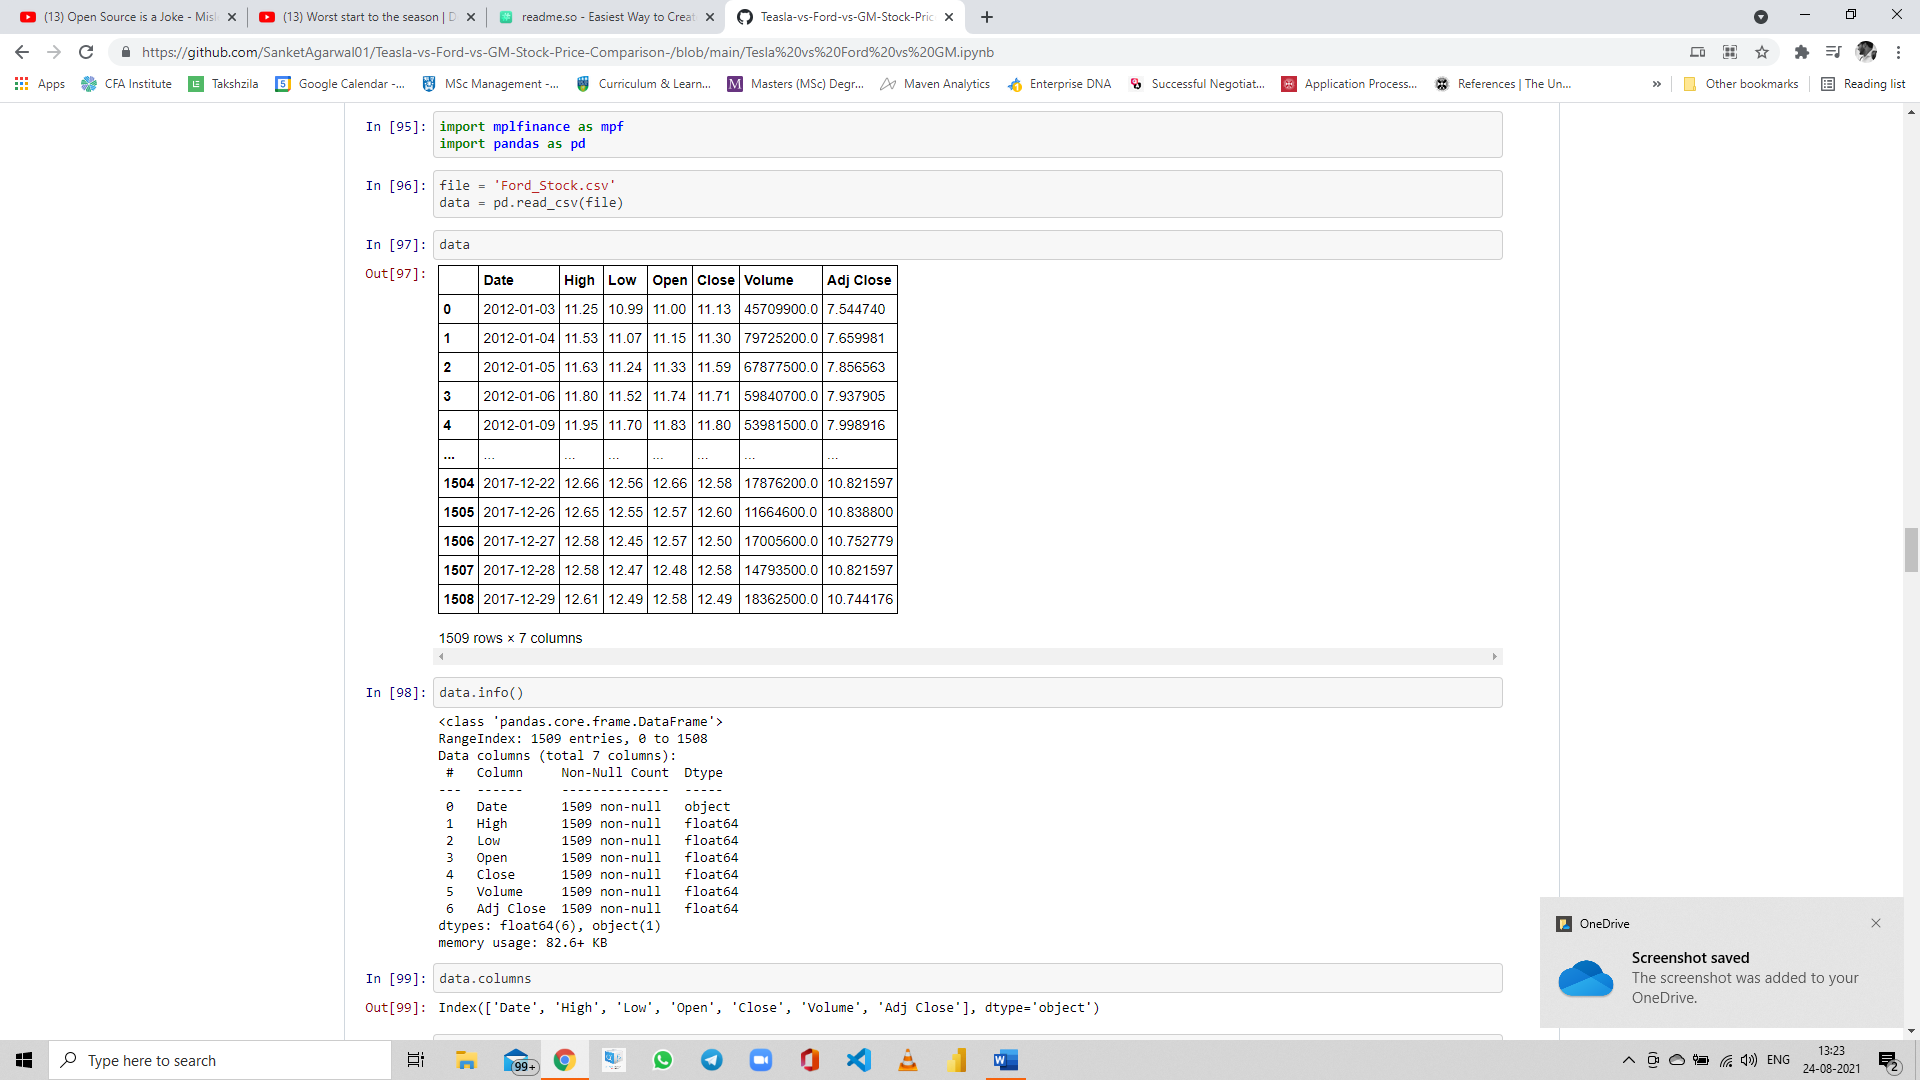 (13) Open Source is a Joke - Misl
(13) Worst start to the season | D
readme.so - Easiest Way to Creat
Teasla-vs-Ford-vs-GM-Stock-Pric
https://github.com/SanketAgarwal01/Teasla-vs-Ford-vs-GM-Stock-Price-Comparison-/blob/main/Tesla%20vs%20Ford%20vs%20GM.ipynb
Apps CFA Institute Takshzila Google Calendar -... MSc Management -... Curriculum & Learn... Masters (MSc) Degr... Maven Analytics Enterprise DNA Successful Negotiat... Application Process... References | The Un... » Other bookmarks Reading list
In [95]: import mplfinance as mpf
import pandas as pd
In [96]: file = 'Ford_Stock.csv'
data = pd.read_csv(file)
In [97]: data
Out[97]:
Date High Low Open Close Volume Adj Close
0 2012-01-03 11.25 10.99 11.00 11.13 45709900.0 7.544740
1 2012-01-04 11.53 11.07 11.15 11.30 79725200.0 7.659981
2 2012-01-05 11.63 11.24 11.33 11.59 67877500.0 7.856563
3 2012-01-06 11.80 11.52 11.74 11.71 59840700.0 7.937905
4 2012-01-09 11.95 11.70 11.83 11.80 53981500.0 7.998916
... ... ... ... ... ... ... ...
1504 2017-12-22 12.66 12.56 12.66 12.58 17876200.0 10.821597
1505 2017-12-26 12.65 12.55 12.57 12.60 11664600.0 10.838800
1506 2017-12-27 12.58 12.45 12.57 12.50 17005600.0 10.752779
1507 2017-12-28 12.58 12.47 12.48 12.58 14793500.0 10.821597
1508 2017-12-29 12.61 12.49 12.58 12.49 18362500.0 10.744176
1509 rows × 7 columns
In [98]: data.info()
<class 'pandas.core.frame.DataFrame'>
RangeIndex: 1509 entries, 0 to 1508
Data columns (total 7 columns):
# Column Non-Null Count Dtype
--- ------ -------------- -----
0 Date 1509 non-null object
1 High 1509 non-null float64
2 Low 1509 non-null float64
3 Open 1509 non-null float64
4 Close 1509 non-null float64
5 Volume 1509 non-null float64
6 Adj Close 1509 non-null float64
dtypes: float64(6), object(1)
memory usage: 82.6+ KB
In [99]: data.columns
Out[99]: Index(['Date', 'High', 'Low', 'Open', 'Close', 'Volume', 'Adj Close'], dtype='object')
OneDrive
Screenshot saved
The screenshot was added to your
OneDrive.
Type here to search
99+
ENG
13:23
24-08-2021
2